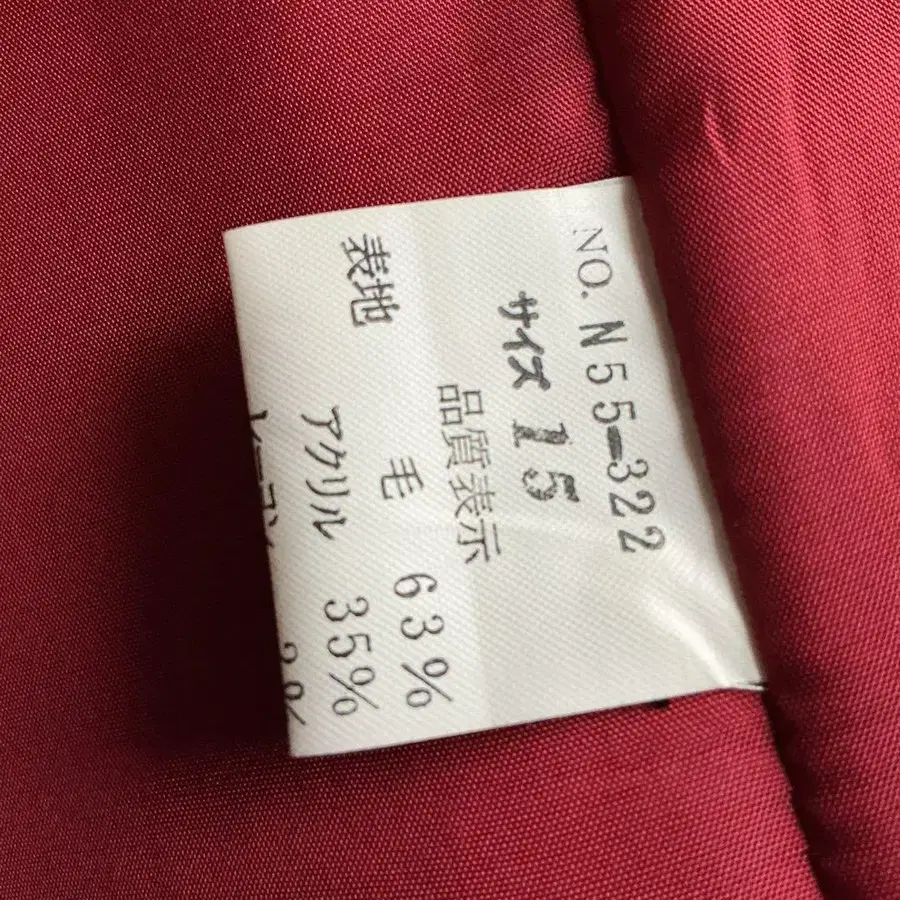 NO. N55-322
サイズ 15
品質表示
表地 毛 63%
アクリル 35%